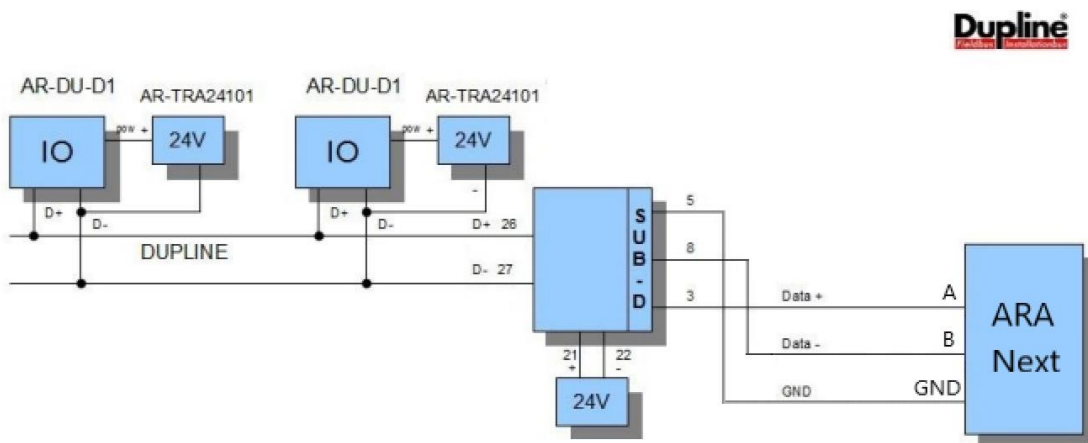 Dupline®
Fieldbus Installationbus
AR-DU-D1
AR-TRA24101
AR-DU-D1
AR-TRA24101
IO
pow +
24V
IO
pow +
24V
-
D+
D-
D+
D-
D+ 26
DUPLINE
D- 27
SUB-D
5
8
3
Data +
A
Data -
B
GND
GND
ARA
Next
21
+
22
-
24V